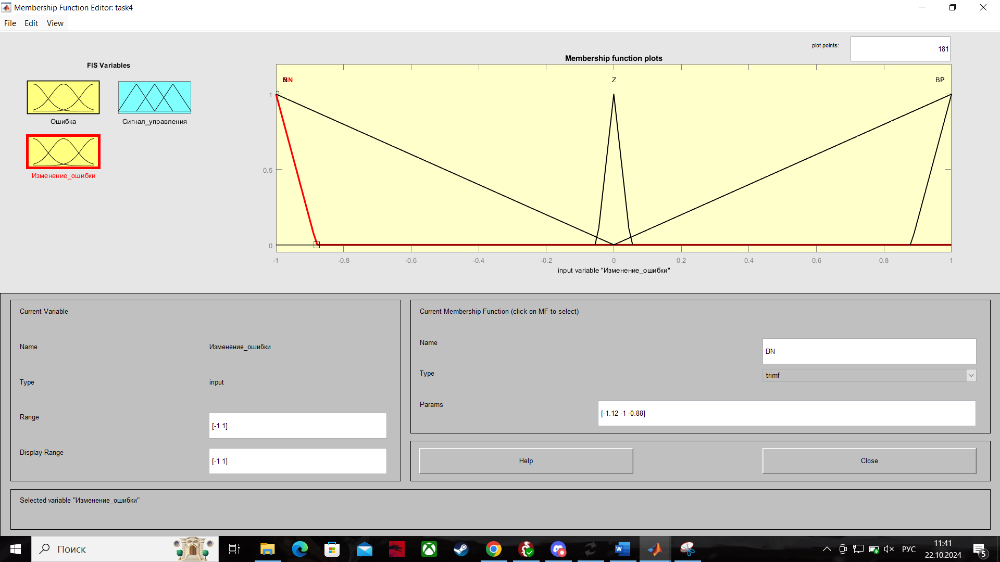 Membership Function Editor: task4
File Edit View
plot points:
181
FIS Variables
Membership function plots
Ошибка
Сигнал_управления
Изменение_ошибки
Z
BP
1
0.5
0
-1 -0.8 -0.6 -0.4 -0.2 0 0.2 0.4 0.6 0.8 1
input variable "Изменение_ошибки"
Current Variable
Name
Изменение_ошибки
Type
input
Range
[-1 1]
Display Range
[-1 1]
Current Membership Function (click on MF to select)
Name
BN
Type
trimf
Params
[-1.12 -1 -0.88]
Help
Close
Selected variable "Изменение_ошибки"
Поиск
W
РУС
11:41
22.10.2024
5